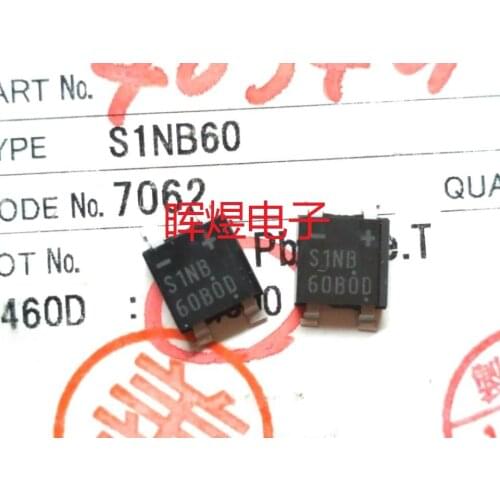 ART No.
YPE S1NB60
ODE No. 7062 QUA
晖煜电子
OT No. Pb e.T
460D :
- +
S1NB
60B0D
- +
S1NB
60B0D